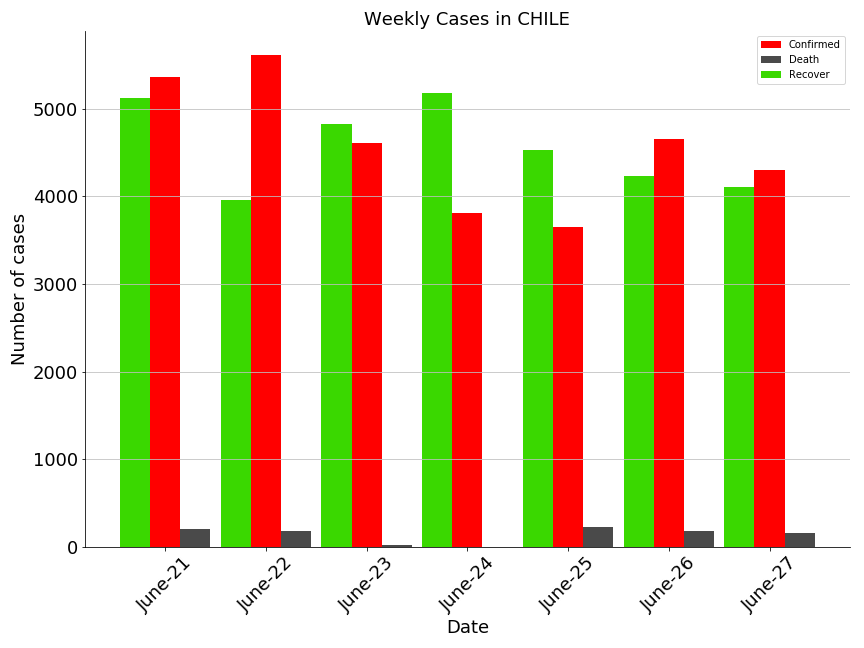 Weekly Cases in CHILE
Confirmed
Death
Recover
Number of cases
5000
4000
3000
2000
1000
0
June-21
June-22
June-23
June-24
June-25
June-26
June-27
Date